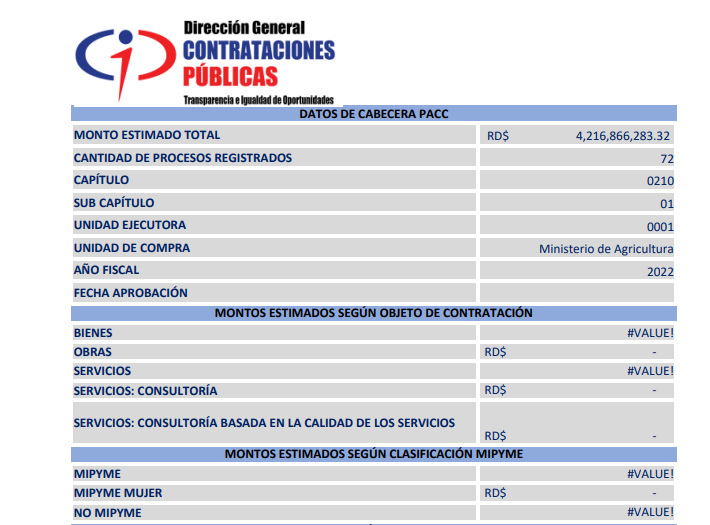 Dirección General
CONTRATACIONES
PÚBLICAS
Transparencia e Igualdad de Oportunidades
DATOS DE CABECERA PACC
MONTO ESTIMADO TOTAL RD$ 4,216,866,283.32
CANTIDAD DE PROCESOS REGISTRADOS 72
CAPÍTULO 0210
SUB CAPÍTULO 01
UNIDAD EJECUTORA 0001
UNIDAD DE COMPRA Ministerio de Agricultura
AÑO FISCAL 2022
FECHA APROBACIÓN
MONTOS ESTIMADOS SEGÚN OBJETO DE CONTRATACIÓN
BIENES #VALUE!
OBRAS RD$ -
SERVICIOS #VALUE!
SERVICIOS: CONSULTORÍA RD$ -
SERVICIOS: CONSULTORÍA BASADA EN LA CALIDAD DE LOS SERVICIOS RD$ -
MONTOS ESTIMADOS SEGÚN CLASIFICACIÓN MIPYME
MIPYME #VALUE!
MIPYME MUJER RD$ -
NO MIPYME #VALUE!